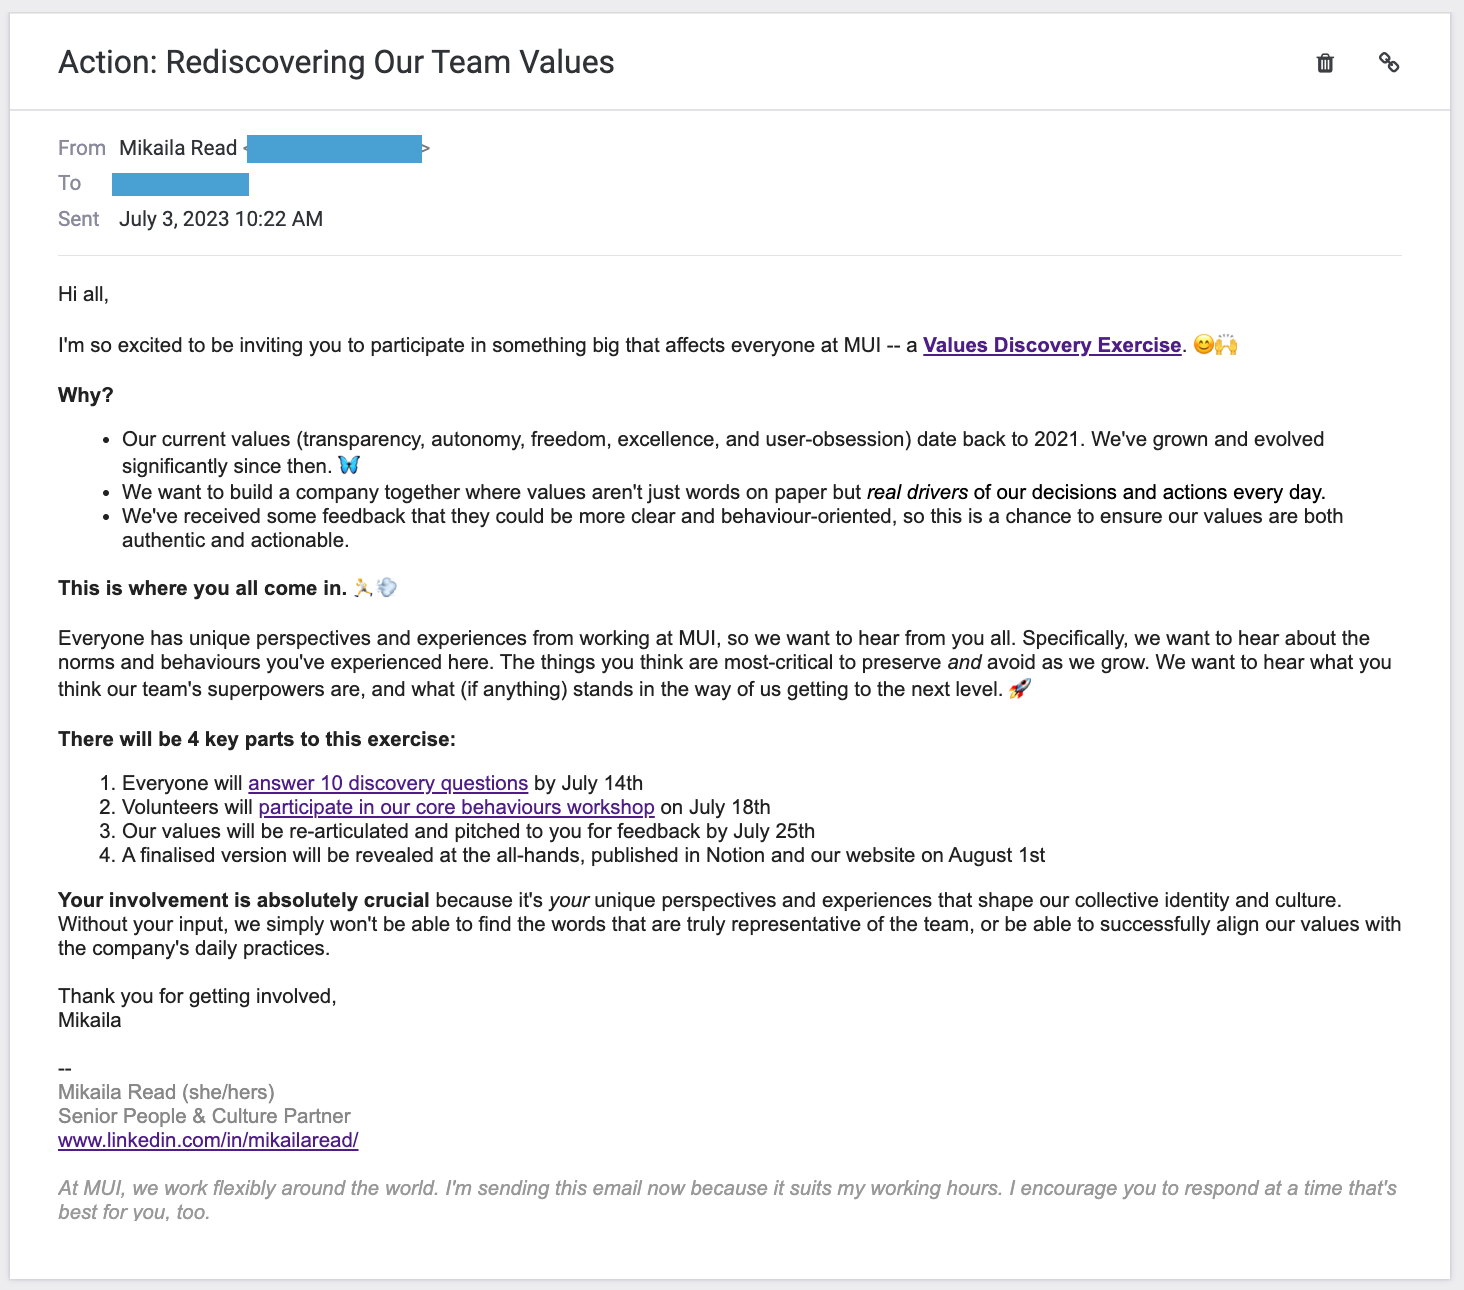 Action: Rediscovering Our Team Values
From Mikaila Read < >
To
Sent July 3, 2023 10:22 AM
Hi all,
I'm so excited to be inviting you to participate in something big that affects everyone at MUI -- a Values Discovery Exercise. 😊🙌
Why?
• Our current values (transparency, autonomy, freedom, excellence, and user-obsession) date back to 2021. We've grown and evolved
significantly since then. 🦋
• We want to build a company together where values aren't just words on paper but real drivers of our decisions and actions every day.
• We've received some feedback that they could be more clear and behaviour-oriented, so this is a chance to ensure our values are both
authentic and actionable.
This is where you all come in. 🏃💨
Everyone has unique perspectives and experiences from working at MUI, so we want to hear from you all. Specifically, we want to hear about the
norms and behaviours you've experienced here. The things you think are most-critical to preserve and avoid as we grow. We want to hear what you
think our team's superpowers are, and what (if anything) stands in the way of us getting to the next level. 🚀
There will be 4 key parts to this exercise:
1. Everyone will answer 10 discovery questions by July 14th
2. Volunteers will participate in our core behaviours workshop on July 18th
3. Our values will be re-articulated and pitched to you for feedback by July 25th
4. A finalised version will be revealed at the all-hands, published in Notion and our website on August 1st
Your involvement is absolutely crucial because it's your unique perspectives and experiences that shape our collective identity and culture.
Without your input, we simply won't be able to find the words that are truly representative of the team, or be able to successfully align our values with
the company's daily practices.
Thank you for getting involved,
Mikaila
--
Mikaila Read (she/hers)
Senior People & Culture Partner
www.linkedin.com/in/mikailaread/
At MUI, we work flexibly around the world. I'm sending this email now because it suits my working hours. I encourage you to respond at a time that's
best for you, too.